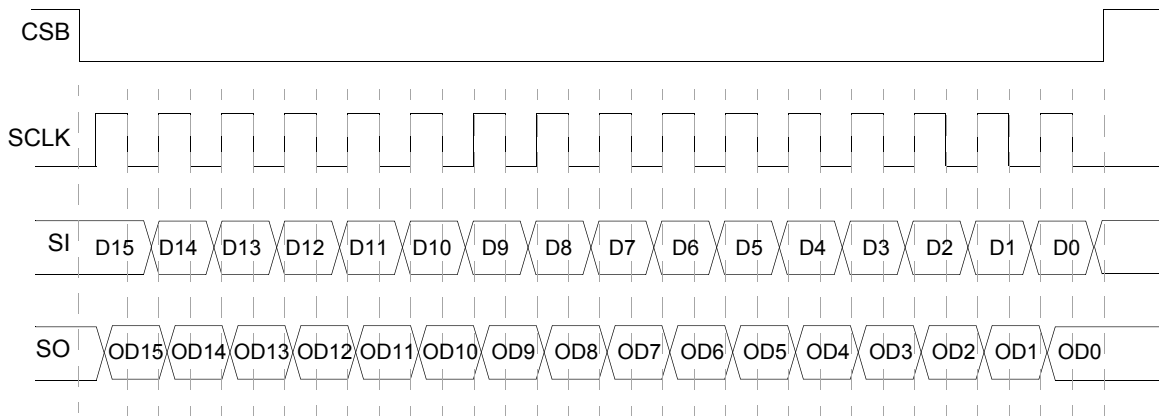 CSB
SCLK
SI D15 D14 D13 D12 D11 D10 D9 D8 D7 D6 D5 D4 D3 D2 D1 D0
SO OD15 OD14 OD13 OD12 OD11 OD10 OD9 OD8 OD7 OD6 OD5 OD4 OD3 OD2 OD1 OD0